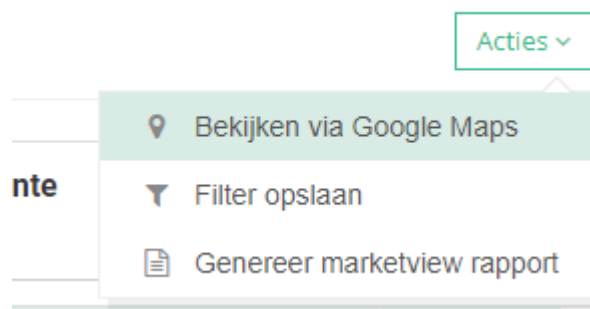 Acties
Bekijken via Google Maps
nte
Filter opslaan
Genereer marketview rapport